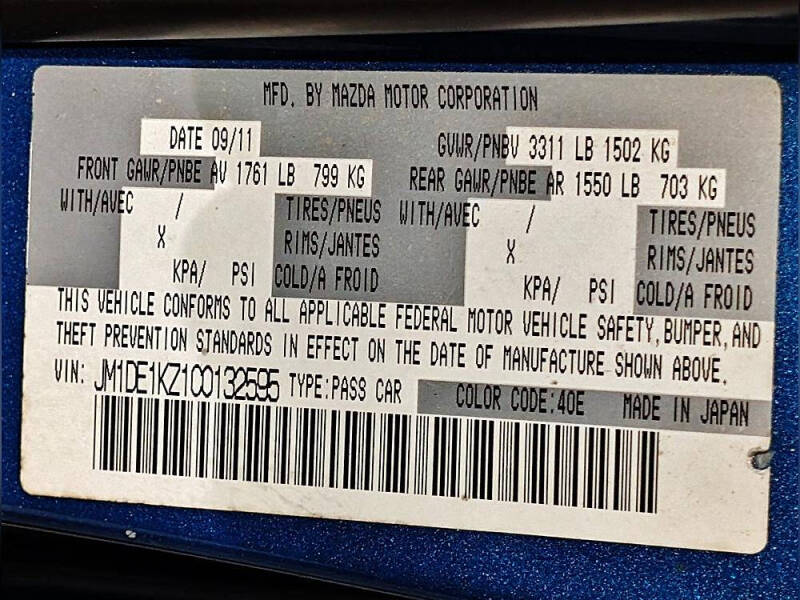 MFD. BY MAZDA MOTOR CORPORATION
DATE 09/11 GVWR/PNBV 3311 LB 1502 KG
FRONT GAWR/PNBE AV 1761 LB 799 KG REAR GAWR/PNBE AR 1550 LB 703 KG
WITH/AVEC / TIRES/PNEUS WITH/AVEC / TIRES/PNEUS
X RIMS/JANTES X RIMS/JANTES
KPA/ PSI COLD/A FROID KPA/ PSI COLD/A FROID
THIS VEHICLE CONFORMS TO ALL APPLICABLE FEDERAL MOTOR VEHICLE SAFETY, BUMPER, AND
THEFT PREVENTION STANDARDS IN EFFECT ON THE DATE OF MANUFACTURE SHOWN ABOVE.
VIN: JM1DE1KZ1C0132595 TYPE:PASS CAR COLOR CODE:40E MADE IN JAPAN